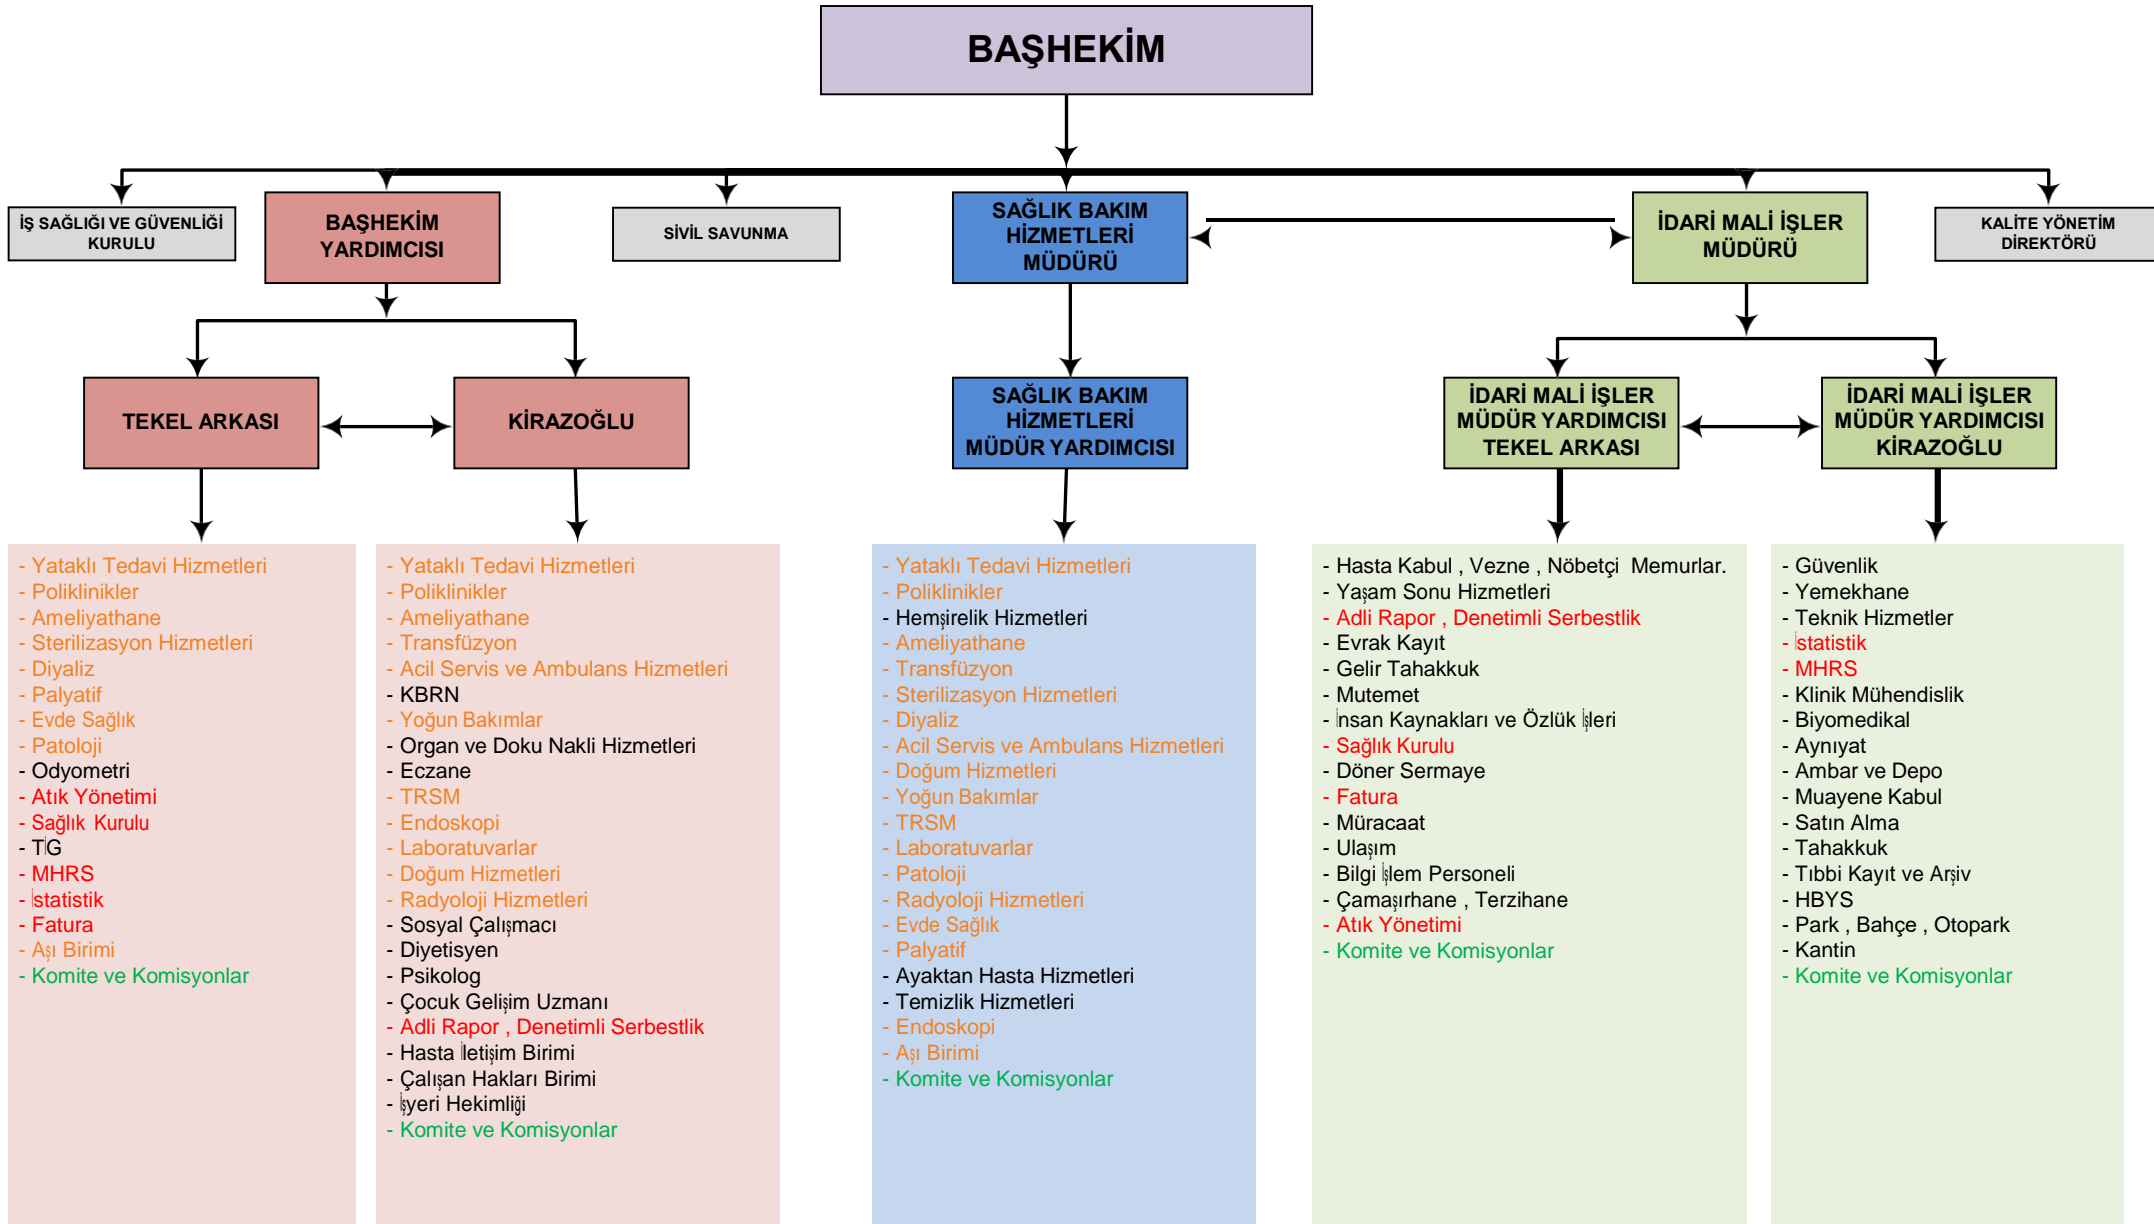 BAŞHEKİM
İŞ SAĞLIĞI VE GÜVENLİĞİ
KURULU
BAŞHEKİM
YARDIMCISI
SİVİL SAVUNMA
SAĞLIK BAKIM
HİZMETLERİ
MÜDÜRÜ
İDARİ MALİ İŞLER
MÜDÜRÜ
KALİTE YÖNETİM
DİREKTÖRÜ
TEKEL ARKASI
KİRAZOĞLU
SAĞLIK BAKIM
HİZMETLERİ
MÜDÜR YARDIMCISI
İDARİ MALİ İŞLER
MÜDÜR YARDIMCISI
TEKEL ARKASI
İDARİ MALİ İŞLER
MÜDÜR YARDIMCISI
KİRAZOĞLU
- Yataklı Tedavi Hizmetleri
- Poliklinikler
- Ameliyathane
- Sterilizasyon Hizmetleri
- Diyaliz
- Palyatif
- Evde Sağlık
- Patoloji
- Odyometri
- Atık Yönetimi
- Sağlık Kurulu
- TİG
- MHRS
- İstatistik
- Fatura
- Aşı Birimi
- Komite ve Komisyonlar
- Yataklı Tedavi Hizmetleri
- Poliklinikler
- Ameliyathane
- Transfüzyon
- Acil Servis ve Ambulans Hizmetleri
- KBRN
- Yoğun Bakımlar
- Organ ve Doku Nakli Hizmetleri
- Eczane
- TRSM
- Endoskopi
- Laboratuvarlar
- Doğum Hizmetleri
- Radyoloji Hizmetleri
- Sosyal Çalışmacı
- Diyetisyen
- Psikolog
- Çocuk Gelişim Uzmanı
- Adli Rapor , Denetimli Serbestlik
- Hasta İletişim Birimi
- Çalışan Hakları Birimi
- İşyeri Hekimliği
- Komite ve Komisyonlar
- Yataklı Tedavi Hizmetleri
- Poliklinikler
- Hemşirelik Hizmetleri
- Ameliyathane
- Transfüzyon
- Sterilizasyon Hizmetleri
- Diyaliz
- Acil Servis ve Ambulans Hizmetleri
- Doğum Hizmetleri
- Yoğun Bakımlar
- TRSM
- Laboratuvarlar
- Patoloji
- Radyoloji Hizmetleri
- Evde Sağlık
- Palyatif
- Ayaktan Hasta Hizmetleri
- Temizlik Hizmetleri
- Endoskopi
- Aşı Birimi
- Komite ve Komisyonlar
- Hasta Kabul , Vezne , Nöbetçi Memurlar.
- Yaşam Sonu Hizmetleri
- Adli Rapor , Denetimli Serbestlik
- Evrak Kayıt
- Gelir Tahakkuk
- Mutemet
- İnsan Kaynakları ve Özlük İşleri
- Sağlık Kurulu
- Döner Sermaye
- Fatura
- Müracaat
- Ulaşım
- Bilgi İşlem Personeli
- Çamaşırhane , Terzihane
- Atık Yönetimi
- Komite ve Komisyonlar
- Güvenlik
- Yemekhane
- Teknik Hizmetler
- İstatistik
- MHRS
- Klinik Mühendislik
- Biyomedikal
- Aynıyat
- Ambar ve Depo
- Muayene Kabul
- Satın Alma
- Tahakkuk
- Tıbbi Kayıt ve Arşiv
- HBYS
- Park , Bahçe , Otopark
- Kantin
- Komite ve Komisyonlar